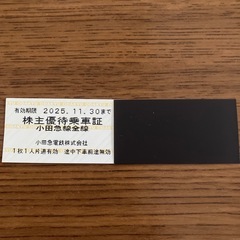 有効期限 2025.11.30まで
株主優待乗車証
小田急線全線
小田急電鉄株式会社
1枚1人片道有効 途中下車前途無効